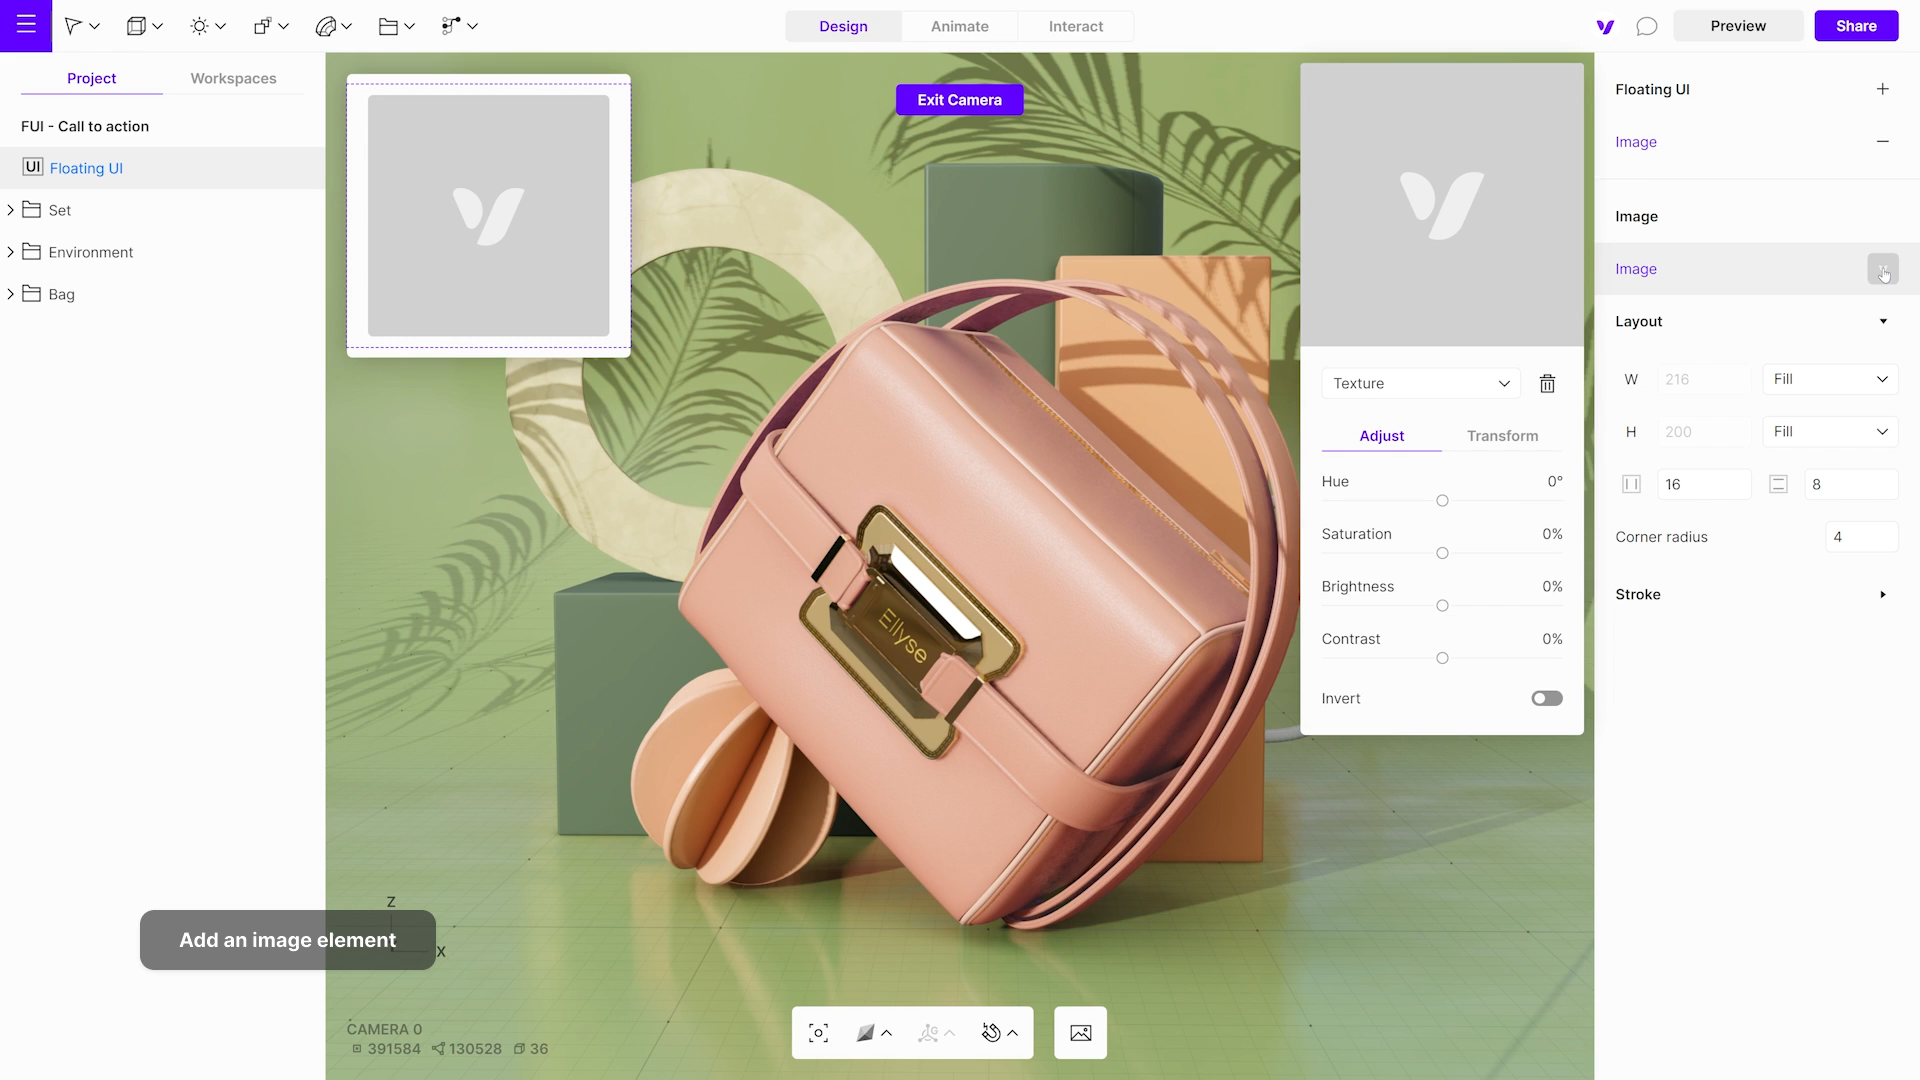 Design
Animate
Interact
Preview
Share
Project
Workspaces
FUI - Call to action
UI Floating UI
Set
Environment
Bag
Exit Camera
Ellyse
Texture
Adjust
Transform
Hue 0°
Saturation 0%
Brightness 0%
Contrast 0%
Invert
Floating UI
Image
Image
Image
Layout
W 216 Fill
H 200 Fill
16 8
Corner radius 4
Stroke
Z
X
Add an image element
CAMERA 0
391584 130528 36
G